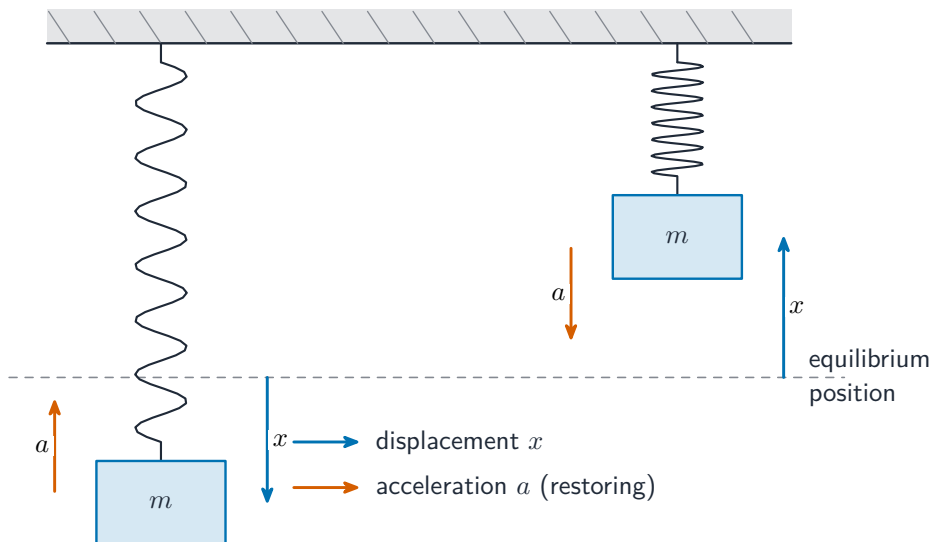 m
a
x
equilibrium
position
a
x
displacement x
acceleration a (restoring)
m